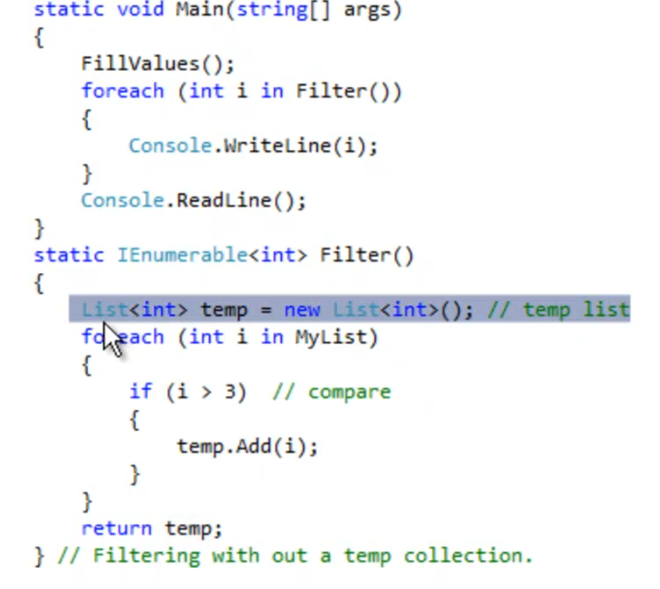 static void Main(string[] args)
{
FillValues();
foreach (int i in Filter())
{
Console.WriteLine(i);
}
Console.ReadLine();
}
static IEnumerable<int> Filter()
{
List<int> temp = new List<int>(); // temp list
foreach (int i in MyList)
{
if (i > 3)  // compare
{
temp.Add(i);
}
}
return temp;
} // Filtering with out a temp collection.